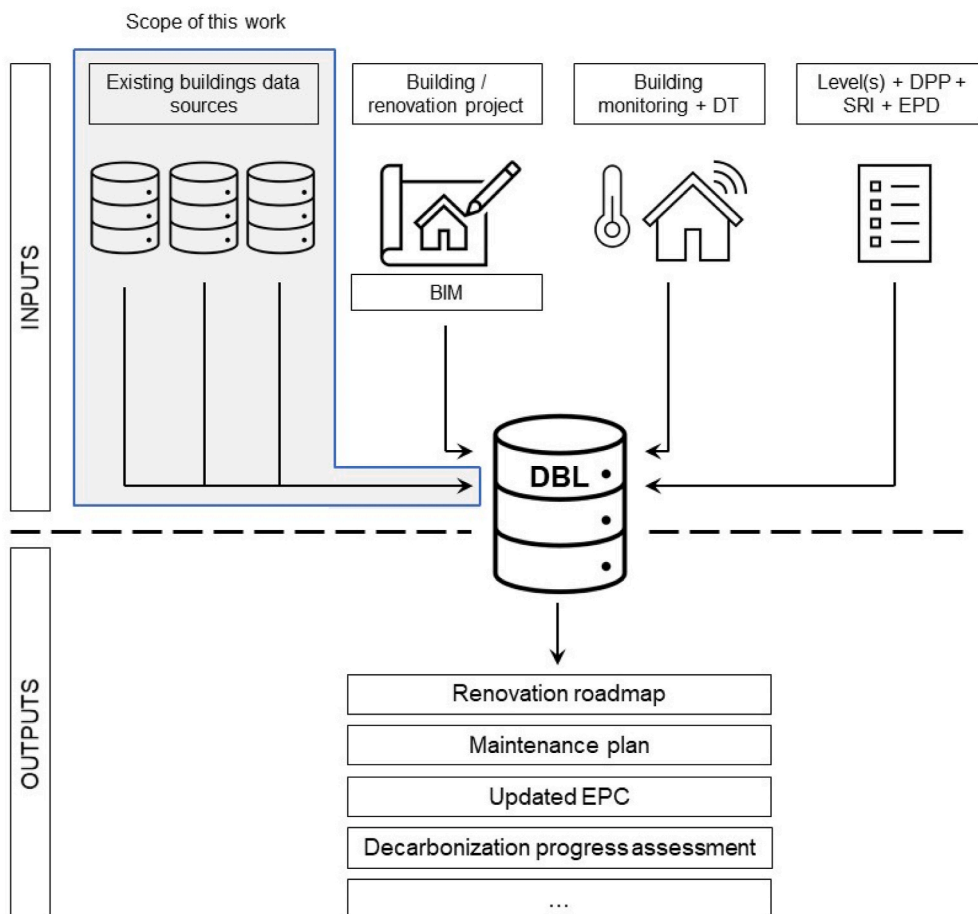 Scope of this work
INPUTS
Existing buildings data
sources
Building /
renovation project
Building
monitoring + DT
Level(s) + DPP +
SRI + EPD
BIM
DBL
OUTPUTS
Renovation roadmap
Maintenance plan
Updated EPC
Decarbonization progress assessment
...